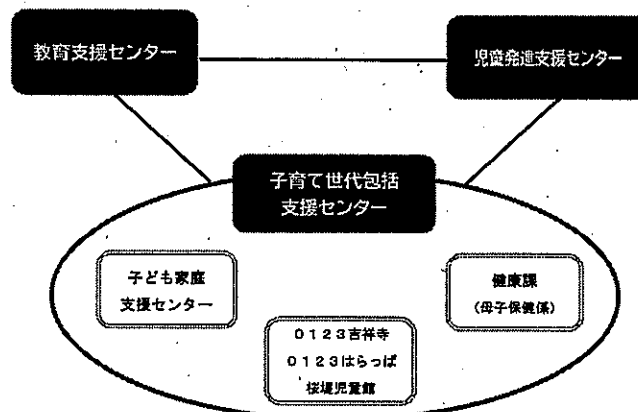 教育支援センター
児童発達支援センター
子育て世代包括
支援センター
子ども家庭
支援センター
健康課
(母子保健係)
0123吉祥寺
0123はらっぱ
桜堤児童館